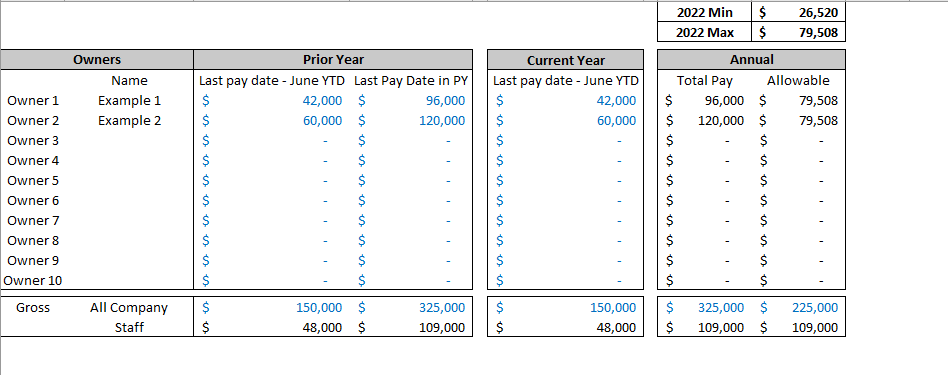 2022 Min $ 26,520
2022 Max $ 79,508
Owners Prior Year Current Year Annual
Name Last pay date - June YTD Last Pay Date in PY Last pay date - June YTD Total Pay Allowable
Owner 1 Example 1 $ 42,000 $ 96,000 $ 42,000 $ 96,000 $ 79,508
Owner 2 Example 2 $ 60,000 $ 120,000 $ 60,000 $ 120,000 $ 79,508
Owner 3 $ - $ - $ - $ - $ -
Owner 4 $ - $ - $ - $ - $ -
Owner 5 $ - $ - $ - $ - $ -
Owner 6 $ - $ - $ - $ - $ -
Owner 7 $ - $ - $ - $ - $ -
Owner 8 $ - $ - $ - $ - $ -
Owner 9 $ - $ - $ - $ - $ -
Owner 10 $ - $ - $ - $ - $ -
Gross All Company $ 150,000 $ 325,000 $ 150,000 $ 325,000 $ 225,000
Staff $ 48,000 $ 109,000 $ 48,000 $ 109,000 $ 109,000